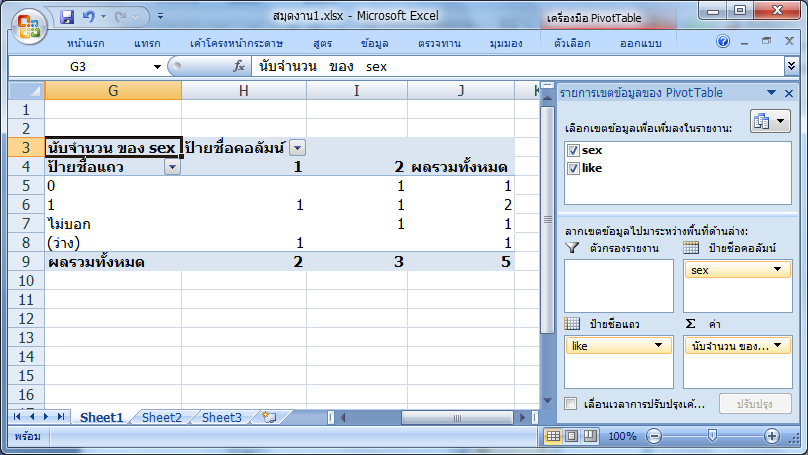 สมุดงาน1.xlsx - Microsoft Excel
เครื่องมือ PivotTable
หน้าแรก แทรก เค้าโครงหน้ากระดาษ สูตร ข้อมูล ตรวจทาน มุมมอง ตัวเลือก ออกแบบ
G3 fx นับจำนวน ของ sex
G H I J K
1
2
3 นับจำนวน ของ sex ป้ายชื่อคอลัมน์
4 ป้ายชื่อแถว 1 2 ผลรวมทั้งหมด
5 0 1 1
6 1 1 1 2
7 ไม่บอก 1 1
8 (ว่าง) 1 1
9 ผลรวมทั้งหมด 2 3 5
10
11
12
13
14
15
16
17
รายการเขตข้อมูลของ PivotTable
เลือกเขตข้อมูลเพื่อเพิ่มลงในรายงาน:
sex
like
ลากเขตข้อมูลไปมาระหว่างพื้นที่ด้านล่าง:
ตัวกรองรายงาน ป้ายชื่อคอลัมน์
sex
ป้ายชื่อแถว Σ ค่า
like นับจำนวน ของ...
เลื่อนเวลาการปรับปรุงเค้... ปรับปรุง
Sheet1 Sheet2 Sheet3
พร้อม 100%